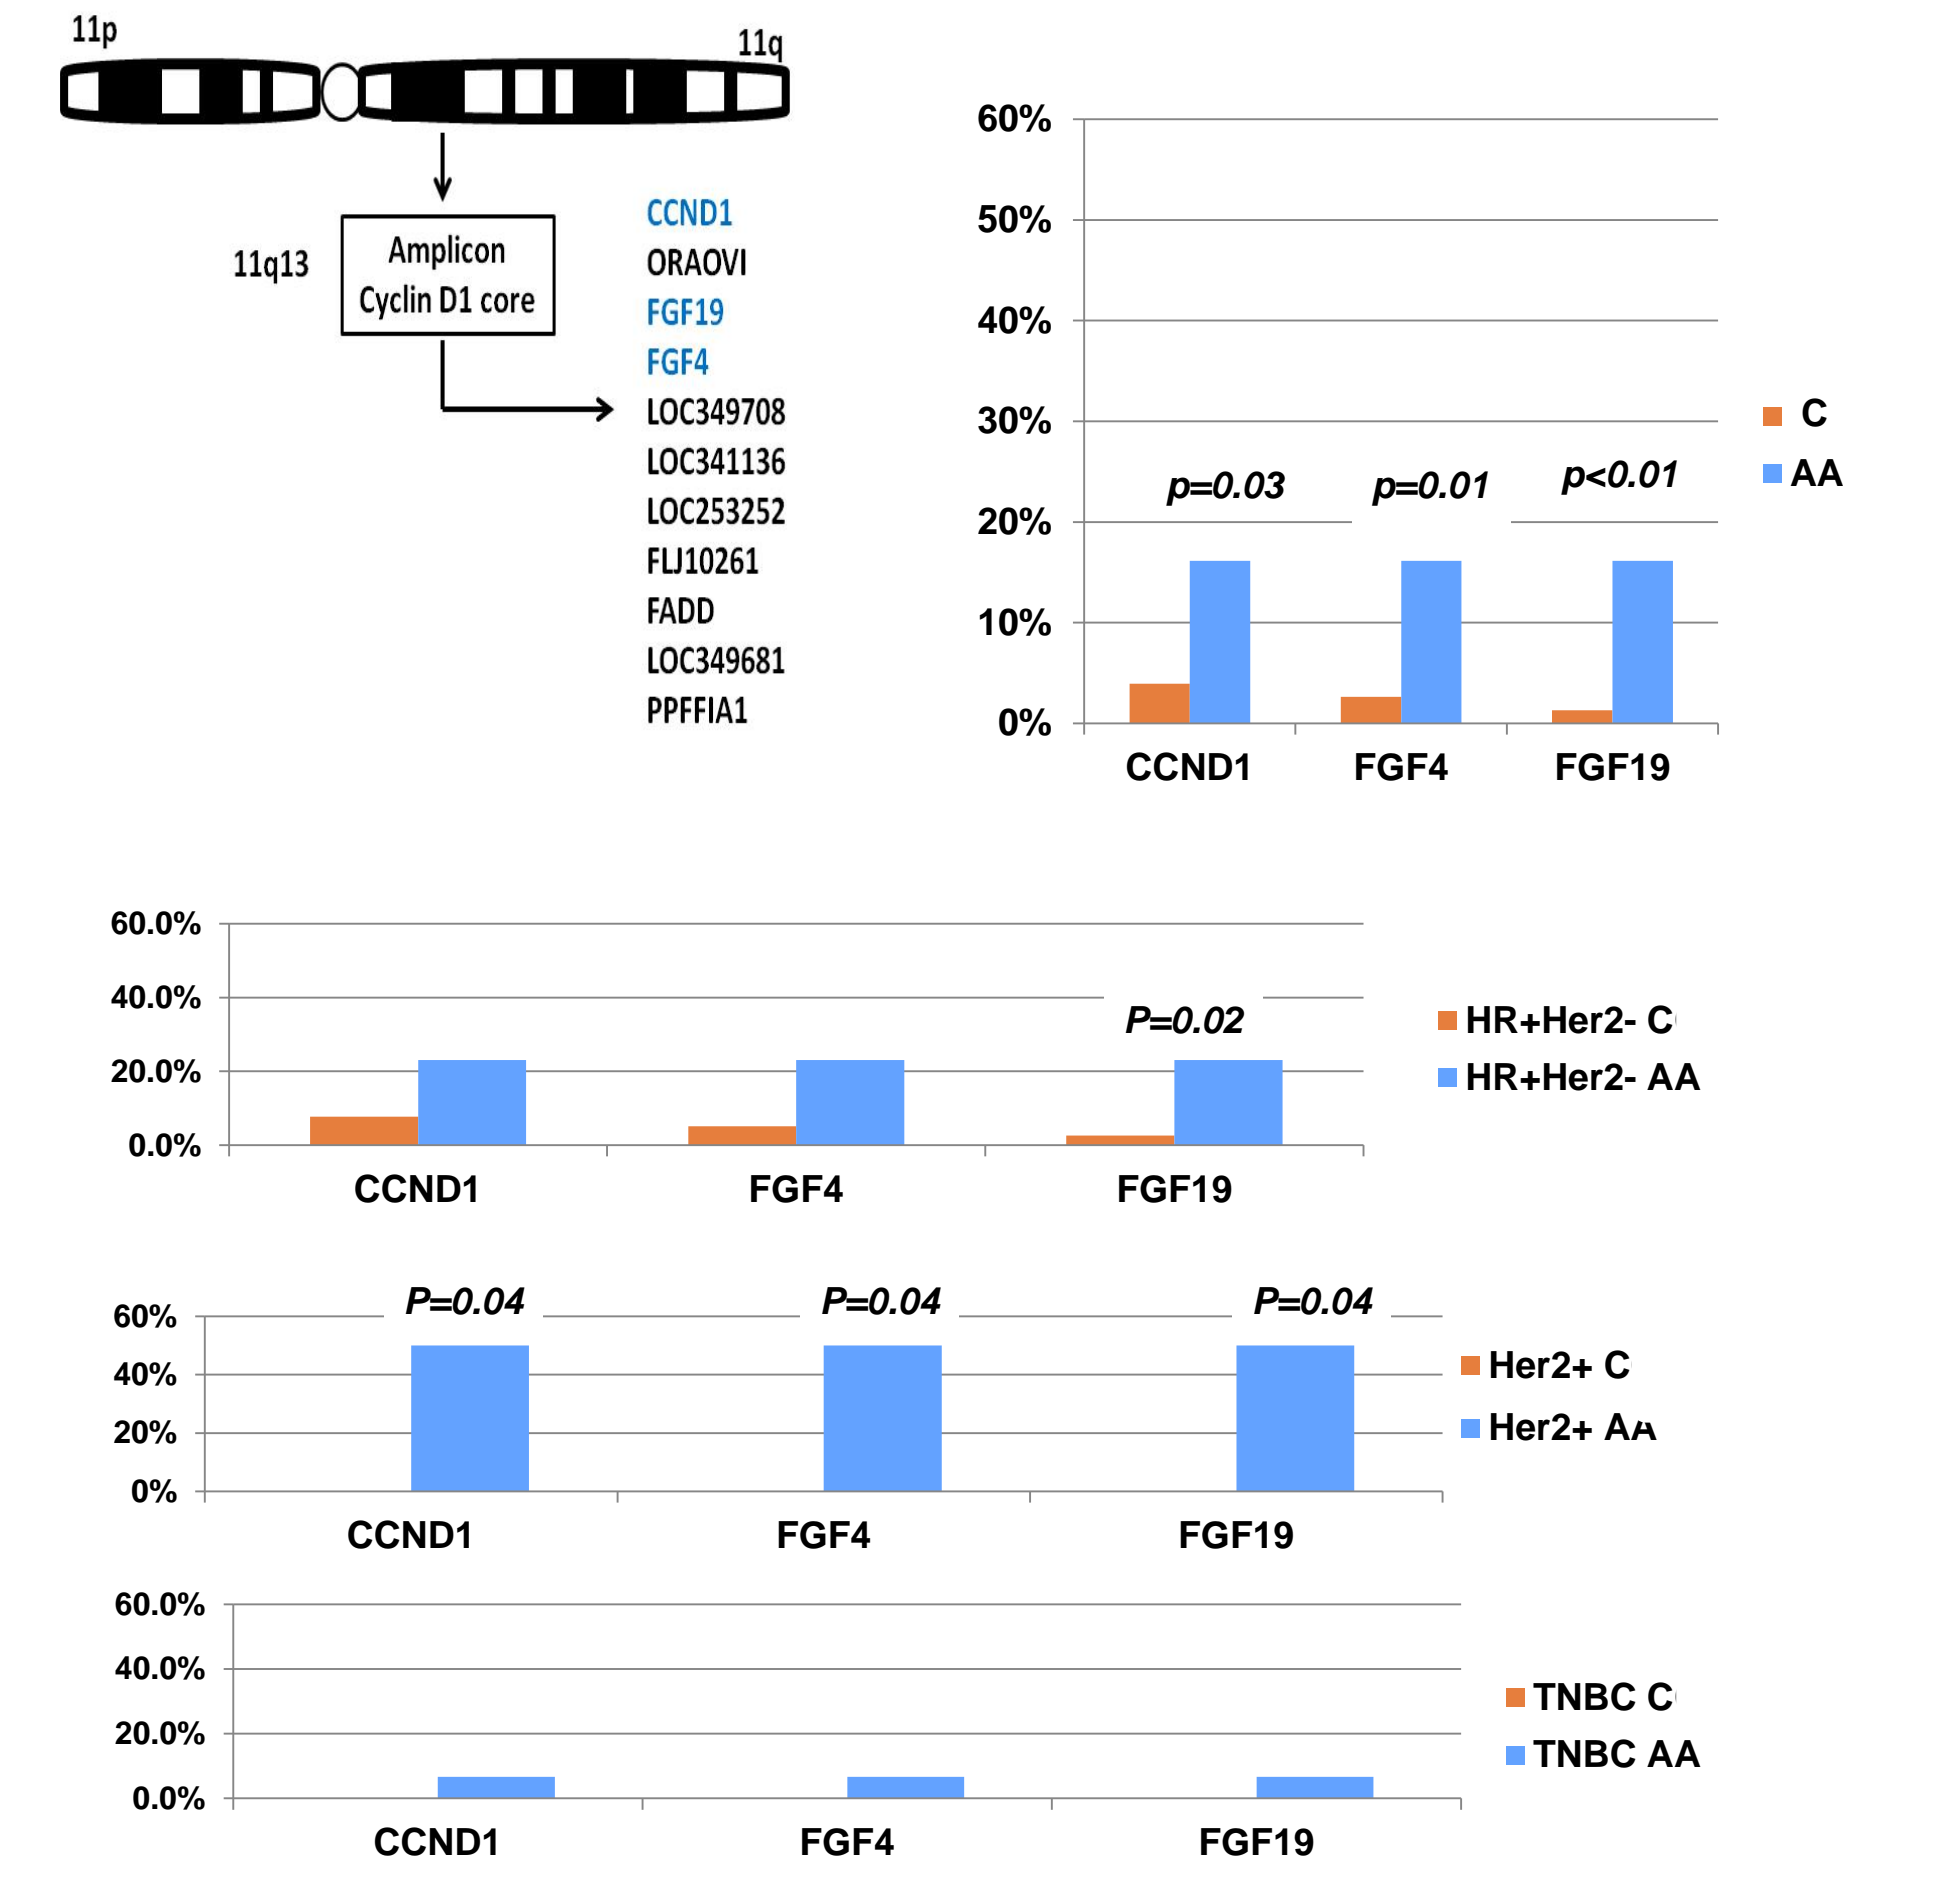 11p
11q
11q13
Amplicon
Cyclin D1 core
CCND1
ORAOVI
FGF19
FGF4
LOC349708
LOC341136
LOC253252
FLJ10261
FADD
LOC349681
PPFFIA1
60%
50%
40%
30%
20%
10%
0%
p=0.03
p=0.01
p<0.01
CCND1
FGF4
FGF19
C
AA
60.0%
40.0%
20.0%
0.0%
P=0.02
CCND1
FGF4
FGF19
HR+Her2- C
HR+Her2- AA
60%
40%
20%
0%
P=0.04
P=0.04
P=0.04
CCND1
FGF4
FGF19
Her2+ C
Her2+ AA
60.0%
40.0%
20.0%
0.0%
CCND1
FGF4
FGF19
TNBC C
TNBC AA